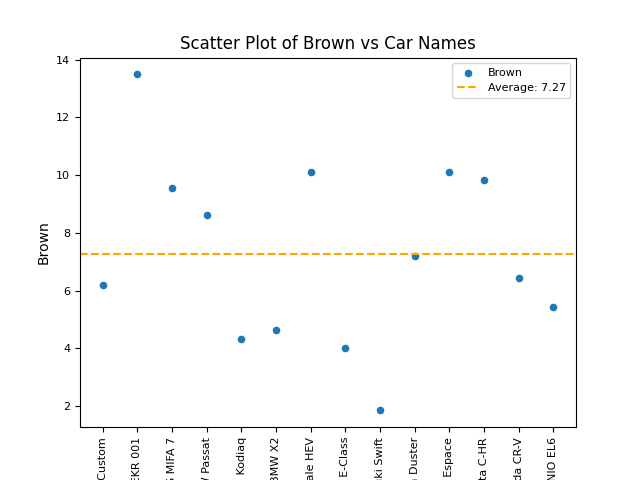 Scatter Plot of Brown vs Car Names
Brown
Average: 7.27
Brown
14
12
10
8
6
4
2
Custom
EKR 001
MIFA 7
Passat
Kodiaq
BMW X2
HEV
E-Class
Swift
Duster
Espace
C-HR
CR-V
NIO EL6